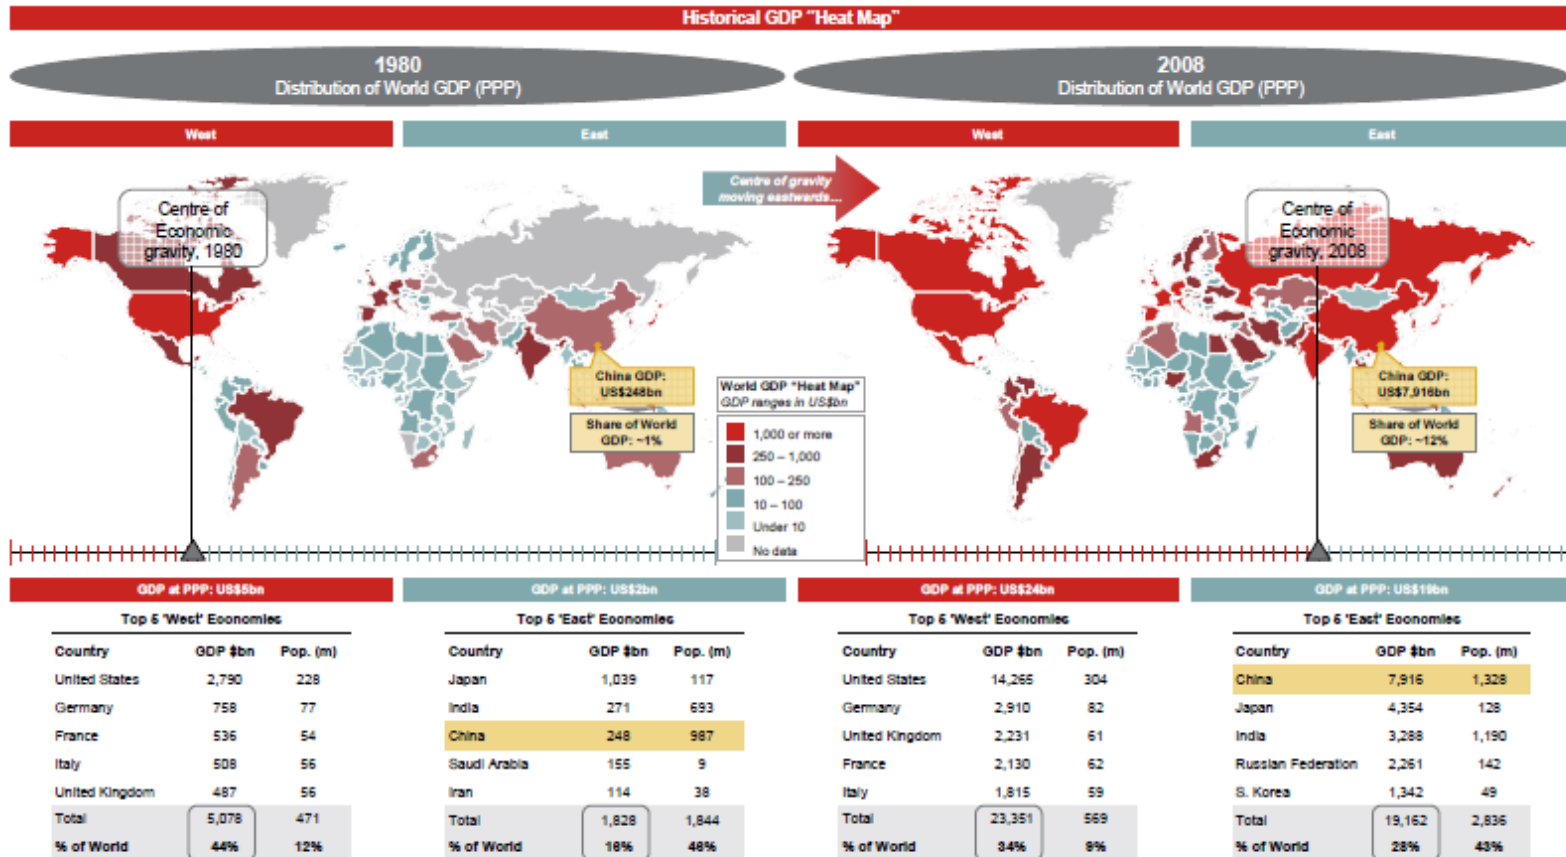 Historical GDP "Heat Map"
1980
Distribution of World GDP (PPP)
2008
Distribution of World GDP (PPP)
West
East
West
East
Centre of gravity
moving eastwards...
Centre of
Economic
gravity, 1980
Centre of
Economic
gravity, 2008
China GDP:
US$248bn
Share of World
GDP: ~1%
World GDP "Heat Map"
GDP ranges in US$bn
1,000 or more
250 – 1,000
100 – 250
10 – 100
Under 10
No data
China GDP:
US$7,916bn
Share of World
GDP: ~12%
GDP at PPP: US$5bn
Top 5 'West' Economies
Country GDP $bn Pop. (m)
United States 2,790 228
Germany 758 77
France 536 54
Italy 508 56
United Kingdom 487 56
Total 5,078 471
% of World 44% 12%
GDP at PPP: US$2bn
Top 5 'East' Economies
Country GDP $bn Pop. (m)
Japan 1,039 117
India 271 693
China 248 987
Saudi Arabia 155 9
Iran 114 38
Total 1,828 1,844
% of World 16% 46%
GDP at PPP: US$24bn
Top 5 'West' Economies
Country GDP $bn Pop. (m)
United States 14,265 304
Germany 2,910 82
United Kingdom 2,231 61
France 2,130 62
Italy 1,815 59
Total 23,351 569
% of World 34% 9%
GDP at PPP: US$19bn
Top 5 'East' Economies
Country GDP $bn Pop. (m)
China 7,916 1,328
Japan 4,354 128
India 3,288 1,190
Russian Federation 2,261 142
S. Korea 1,342 49
Total 19,162 2,836
% of World 28% 43%